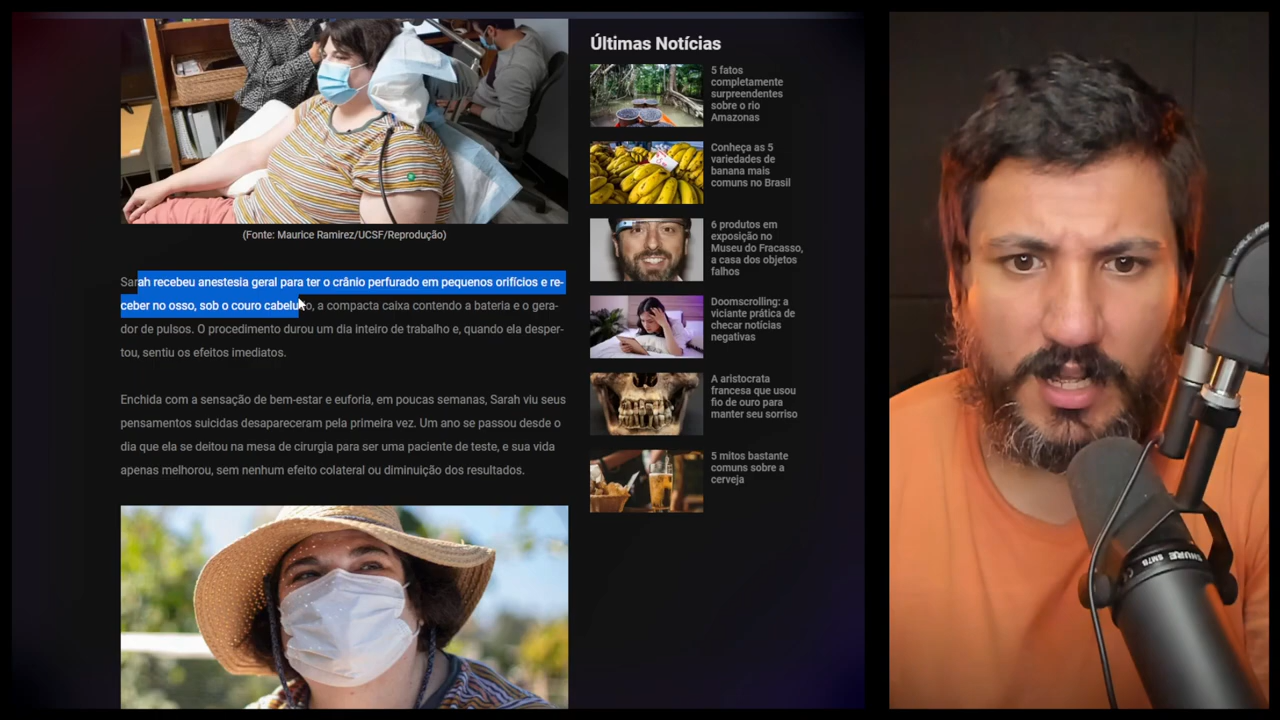 (Fonte: Maurice Ramirez/UCSF/Reprodução)
Sarah recebeu anestesia geral para ter o crânio perfurado em pequenos orifícios e re-
ceber no osso, sob o couro cabeludo, a compacta caixa contendo a bateria e o gera-
dor de pulsos. O procedimento durou um dia inteiro de trabalho e, quando ela desper-
tou, sentiu os efeitos imediatos.
Enchida com a sensação de bem-estar e euforia, em poucas semanas, Sarah viu seus
pensamentos suicidas desapareceram pela primeira vez. Um ano se passou desde o
dia que ela se deitou na mesa de cirurgia para ser uma paciente de teste, e sua vida
apenas melhorou, sem nenhum efeito colateral ou diminuição dos resultados.
Últimas Notícias
5 fatos
completamente
surpreendentes
sobre o rio
Amazonas
Conheça as 5
variedades de
banana mais
comuns no Brasil
6 produtos em
exposição no
Museu do Fracasso,
a casa dos objetos
falhos
Doomscrolling: a
viciante prática de
checar notícias
negativas
A aristocrata
francesa que usou
fio de ouro para
manter seu sorriso
5 mitos bastante
comuns sobre a
cerveja
SHURE
SM7B